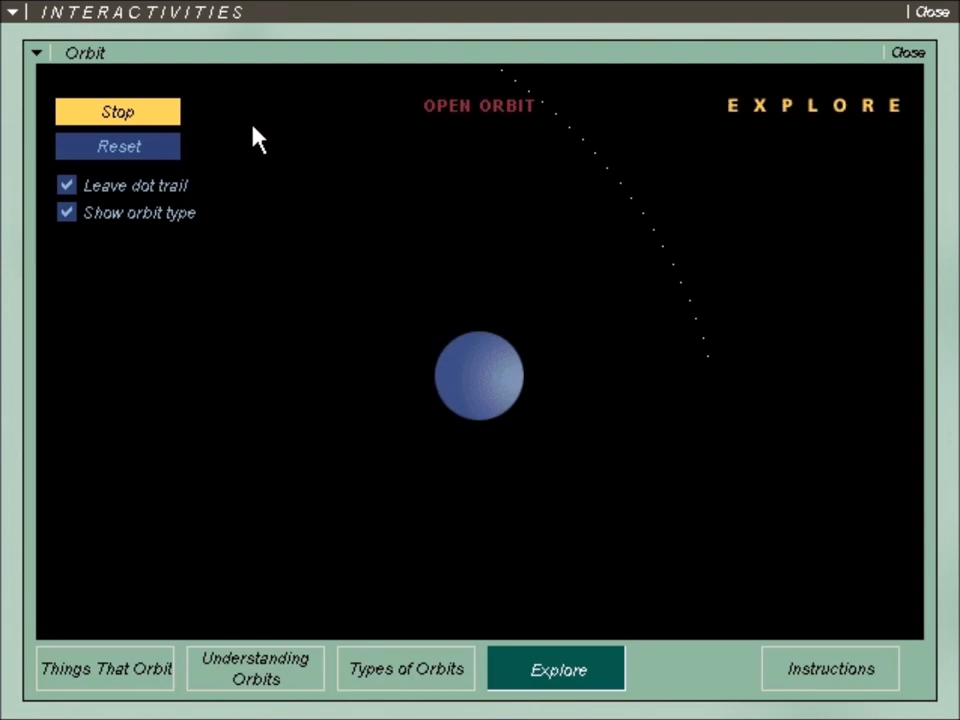 INTERACTIVITIES
Close
Orbit
Close
Stop
OPEN ORBIT
EXPLORE
Reset
Leave dot trail
Show orbit type
Things That Orbit
Understanding
Orbits
Types of Orbits
Explore
Instructions